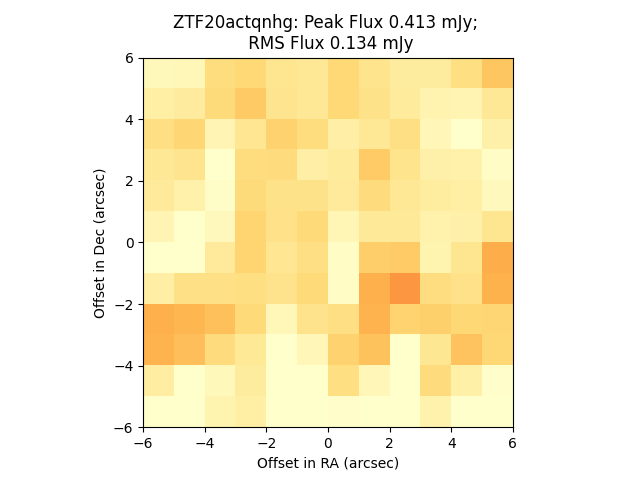 ZTF20actqnhg: Peak Flux 0.413 mJy;
RMS Flux 0.134 mJy
6
4
2
0
−2
−4
−6
Offset in Dec (arcsec)
−6 −4 −2 0 2 4 6
Offset in RA (arcsec)